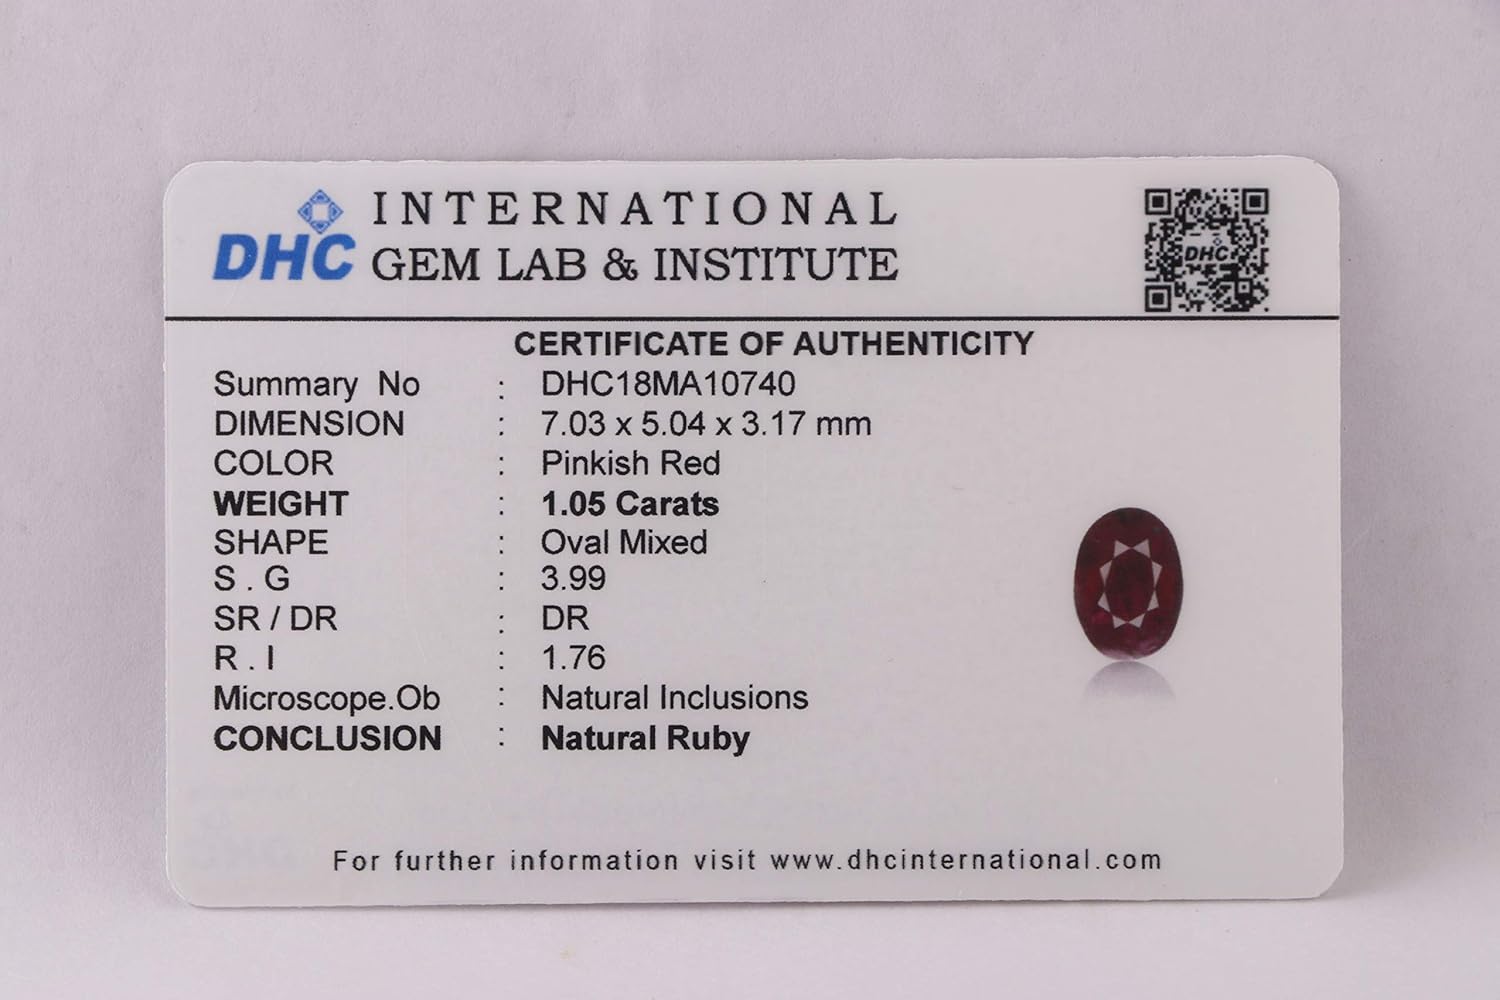 DHC INTERNATIONAL
GEM LAB & INSTITUTE
DHC
CERTIFICATE OF AUTHENTICITY
Summary No : DHC18MA10740
DIMENSION : 7.03 x 5.04 x 3.17 mm
COLOR : Pinkish Red
WEIGHT : 1.05 Carats
SHAPE : Oval Mixed
S . G : 3.99
SR / DR : DR
R . I : 1.76
Microscope.Ob : Natural Inclusions
CONCLUSION : Natural Ruby
For further information visit www.dhcinternational.com